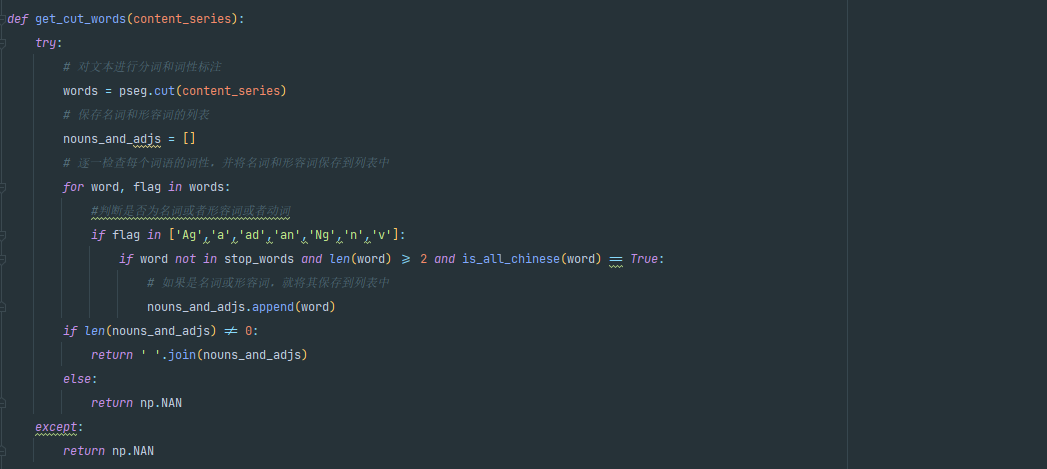 def get_cut_words(content_series):
    try:
        # 对文本进行分词和词性标注
        words = pseg.cut(content_series)
        # 保存名词和形容词的列表
        nouns_and_adjs = []
        # 逐一检查每个词语的词性，并将名词和形容词保存到列表中
        for word, flag in words:
            #判断是否为名词或者形容词或者动词
            if flag in ['Ag','a','ad','an','Ng','n','v']:
                if word not in stop_words and len(word) >= 2 and is_all_chinese(word) == True:
                    # 如果是名词或形容词，就将其保存到列表中
                    nouns_and_adjs.append(word)
        if len(nouns_and_adjs) != 0:
            return ' '.join(nouns_and_adjs)
        else:
            return np.NAN
    except:
        return np.NAN